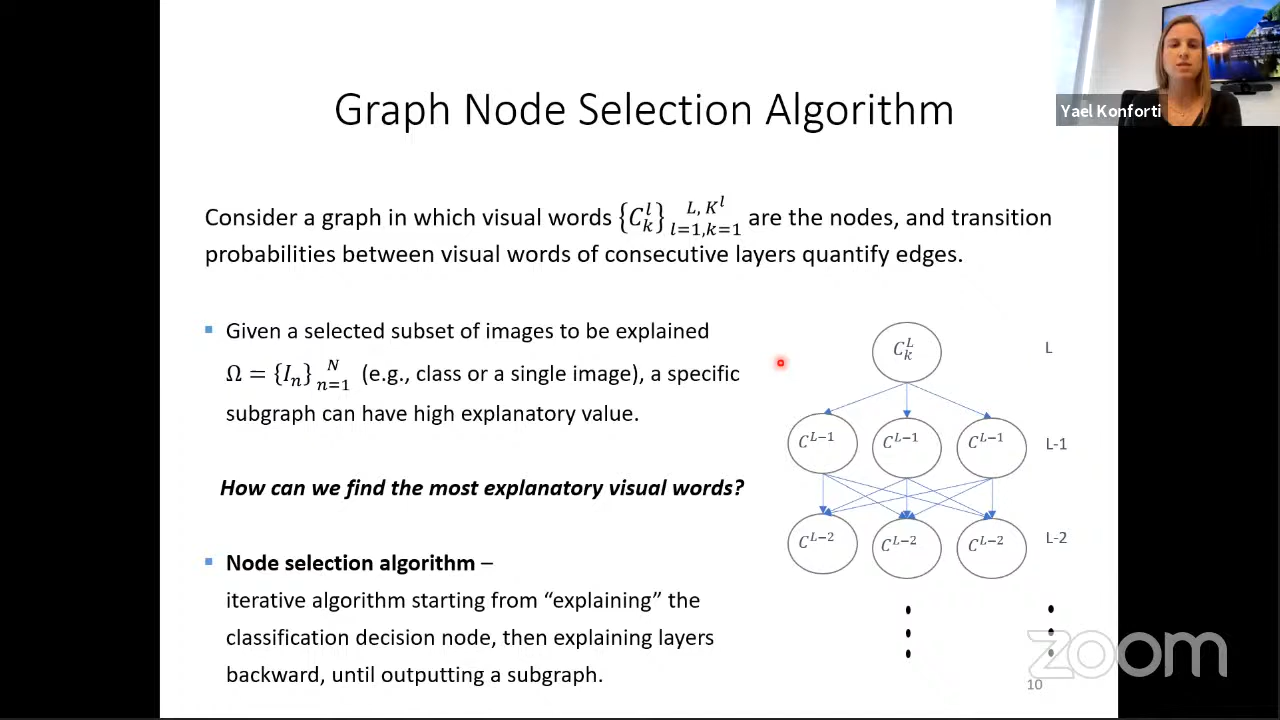 Yael Konforti
Graph Node Selection Algorithm
Consider a graph in which visual words {C_k^l}_{l=1,k=1}^{L, K^l} are the nodes, and transition
probabilities between visual words of consecutive layers quantify edges.
▪ Given a selected subset of images to be explained
Ω = {I_n}_{n=1}^{N} (e.g., class or a single image), a specific
subgraph can have high explanatory value.
How can we find the most explanatory visual words?
▪ Node selection algorithm –
iterative algorithm starting from “explaining” the
classification decision node, then explaining layers
backward, until outputting a subgraph.
C_k^L L
C^{L−1} C^{L−1} C^{L−1} L-1
C^{L−2} C^{L−2} C^{L−2} L-2
zoom
10